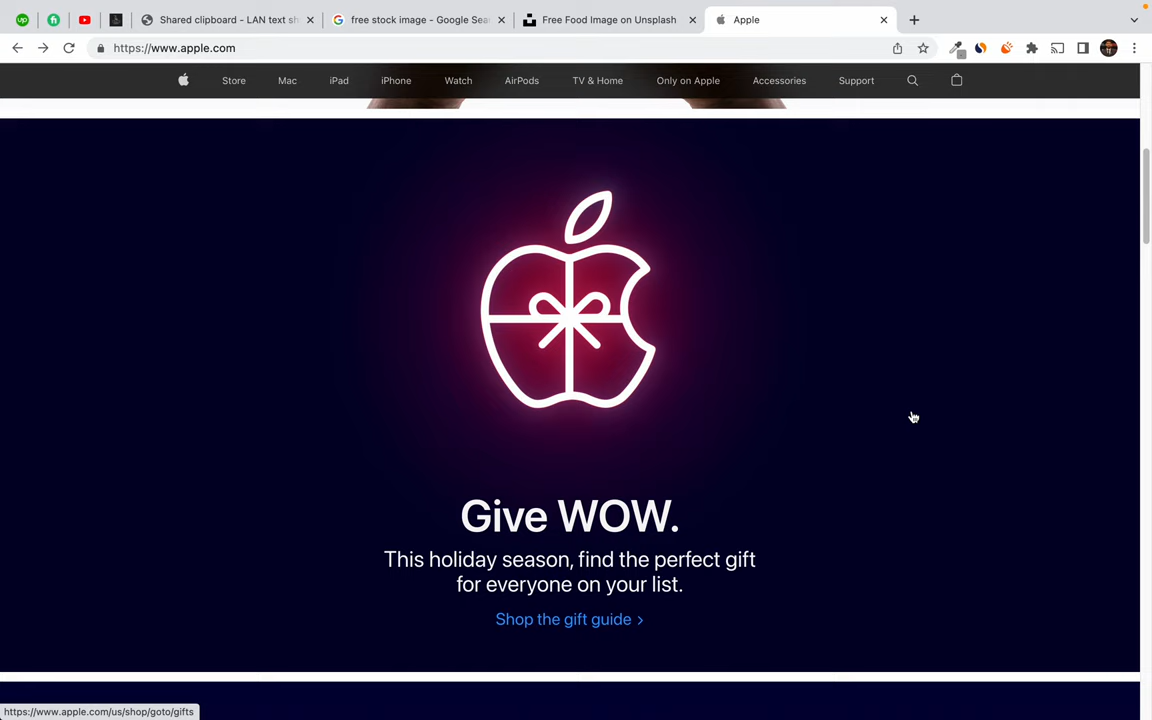 Shared clipboard - LAN text sh
free stock image - Google Sea
Free Food Image on Unsplash
Apple
https://www.apple.com
Store
Mac
iPad
iPhone
Watch
AirPods
TV & Home
Only on Apple
Accessories
Support
Give WOW.
This holiday season, find the perfect gift
for everyone on your list.
Shop the gift guide >
https://www.apple.com/us/shop/goto/gifts